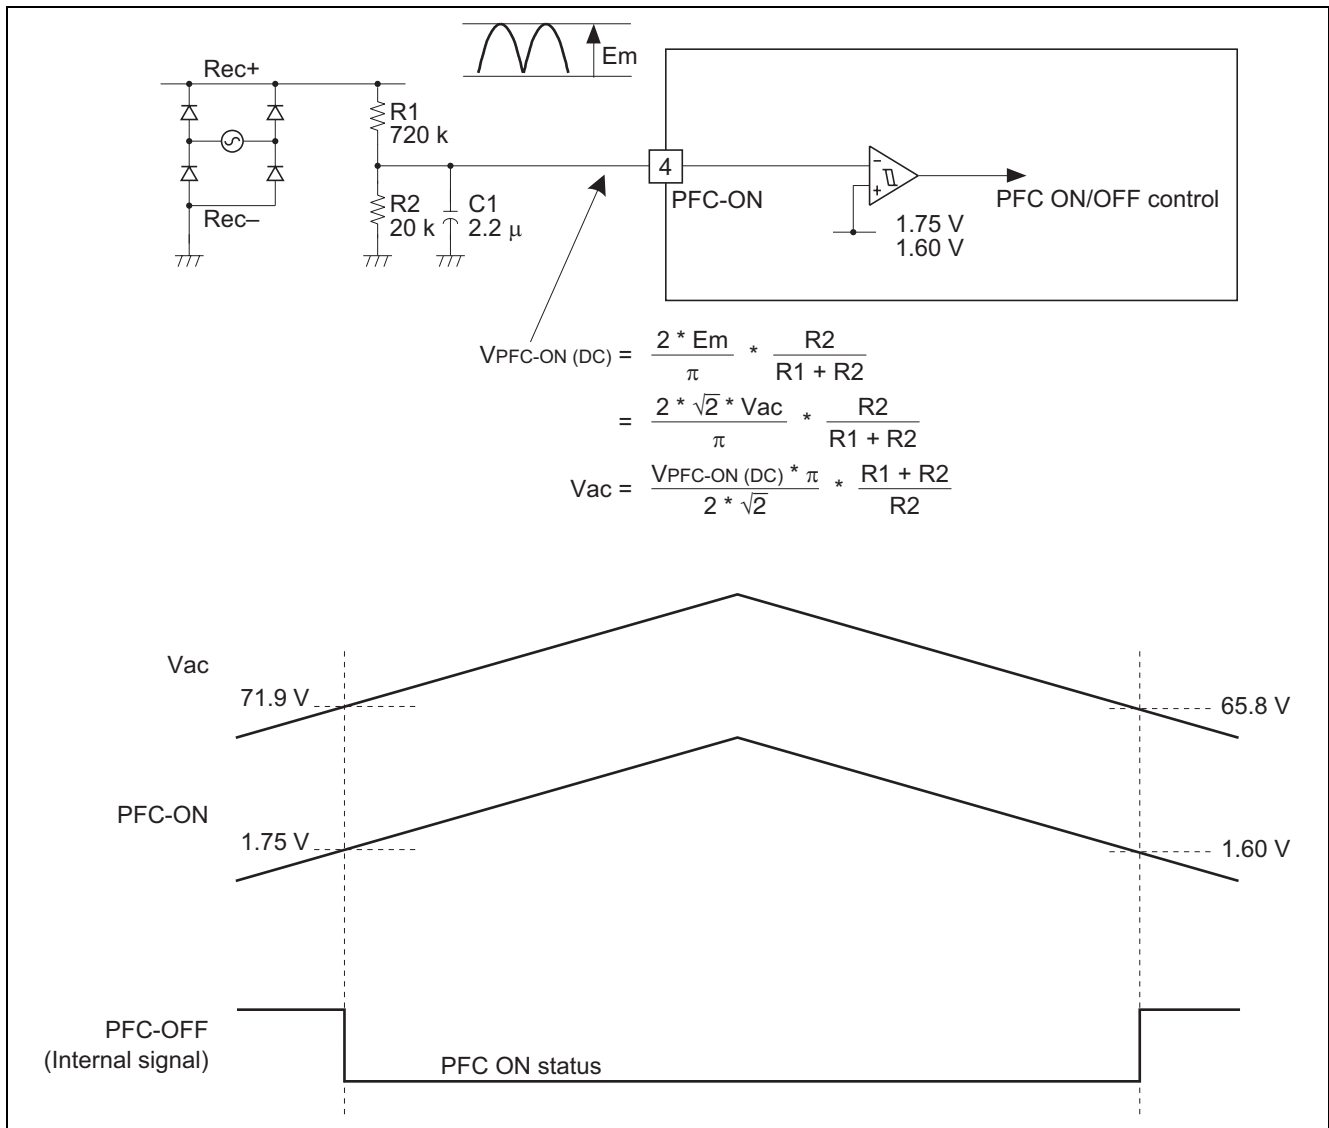 Em
Rec+
R1
720 k
4
PFC-ON
−
+
PFC ON/OFF control
1.75 V
1.60 V
Rec–
R2
20 k
C1
2.2 μ
VPFC-ON (DC) = 2 * Em / π * R2 / R1 + R2
= 2 * √2 * Vac / π * R2 / R1 + R2
Vac = VPFC-ON (DC) * π / 2 * √2 * R1 + R2 / R2
Vac
71.9 V
65.8 V
PFC-ON
1.75 V
1.60 V
PFC-OFF
(Internal signal)
PFC ON status